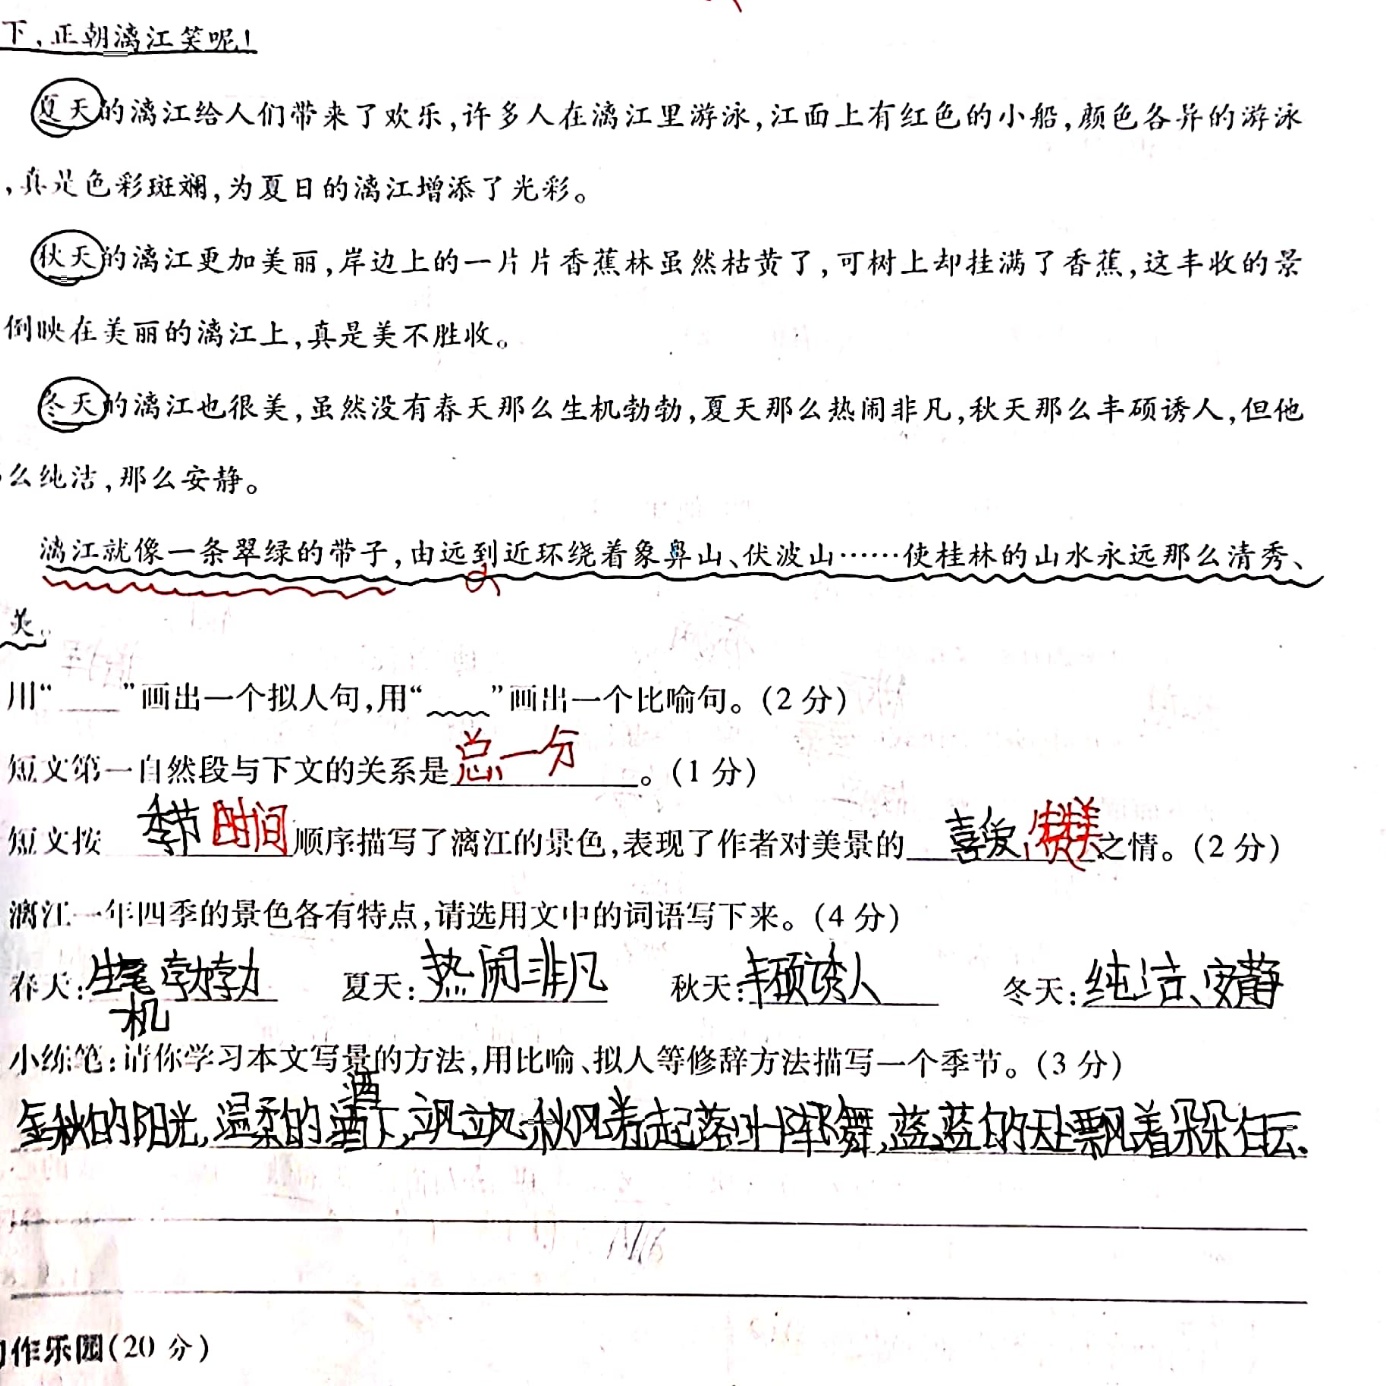 下,正朝漓江笑呢!
夏天的漓江给人们带来了欢乐,许多人在漓江里游泳,江面上有红色的小船,颜色各异的游泳
,真是色彩斑斓,为夏日的漓江增添了光彩。
秋天的漓江更加美丽,岸边上的一片片香蕉林虽然枯黄了,可树上却挂满了香蕉,这丰收的景
倒映在美丽的漓江上,真是美不胜收。
冬天的漓江也很美,虽然没有春天那么生机勃勃,夏天那么热闹非凡,秋天那么丰硕诱人,但他
么纯洁,那么安静。
漓江就像一条翠绿的带子,由远到近环绕着象鼻山、伏波山……使桂林的山水永远那么清秀、
美。
用“____”画出一个拟人句,用“____”画出一个比喻句。(2分)
短文第一自然段与下文的关系是总—分。(1分)
短文按 季节 时间 顺序描写了漓江的景色,表现了作者对美景的 喜爱、赞美之情。(2分)
漓江一年四季的景色各有特点,请选用文中的词语写下来。(4分)
春天:生机勃勃 夏天:热闹非凡 秋天:丰硕诱人 冬天:纯洁、安静
小练笔:请你学习本文写景的方法,用比喻、拟人等修辞方法描写一个季节。(3分)
金秋的阳光,温柔的洒下,飒飒秋风卷起落叶 舞,蓝蓝的天上飘着朵朵白云。
作乐园(20分)